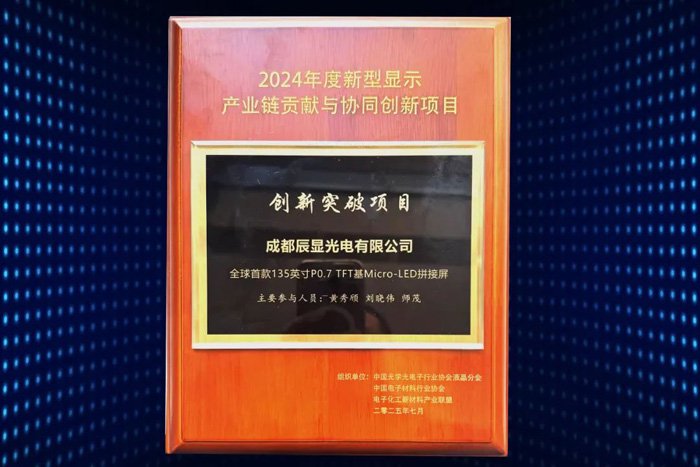 2024年度新型显示
产业链贡献与协同创新项目
创新突破项目
成都辰显光电有限公司
全球首款135英寸P0.7 TFT基Micro-LED拼接屏
主要参与人员：黄秀颀 刘晓伟 师茂
组织单位：中国光学光电子行业协会液晶分会
中国电子材料行业协会
电子化工新材料产业联盟
二零二五年七月